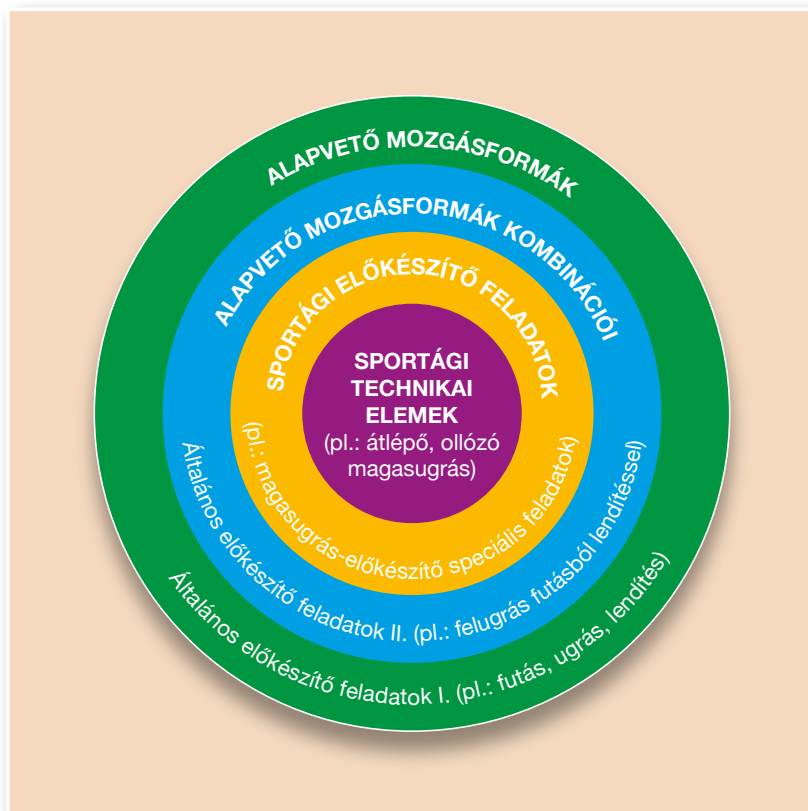 ALAPVETŐ MOZGÁSFORMÁK
ALAPVETŐ MOZGÁSFORMÁK KOMBINÁCIÓI
SPORTÁGI ELŐKÉSZÍTŐ FELADATOK
SPORTÁGI
TECHNIKAI
ELEMEK
(pl.: átlépő, ollózó
magasugrás)
(pl.: magasugrás-előkészítő speciális feladatok)
Általános előkészítő feladatok II. (pl.: felugrás futásból lendítéssel)
Általános előkészítő feladatok I. (pl.: futás, ugrás, lendítés)